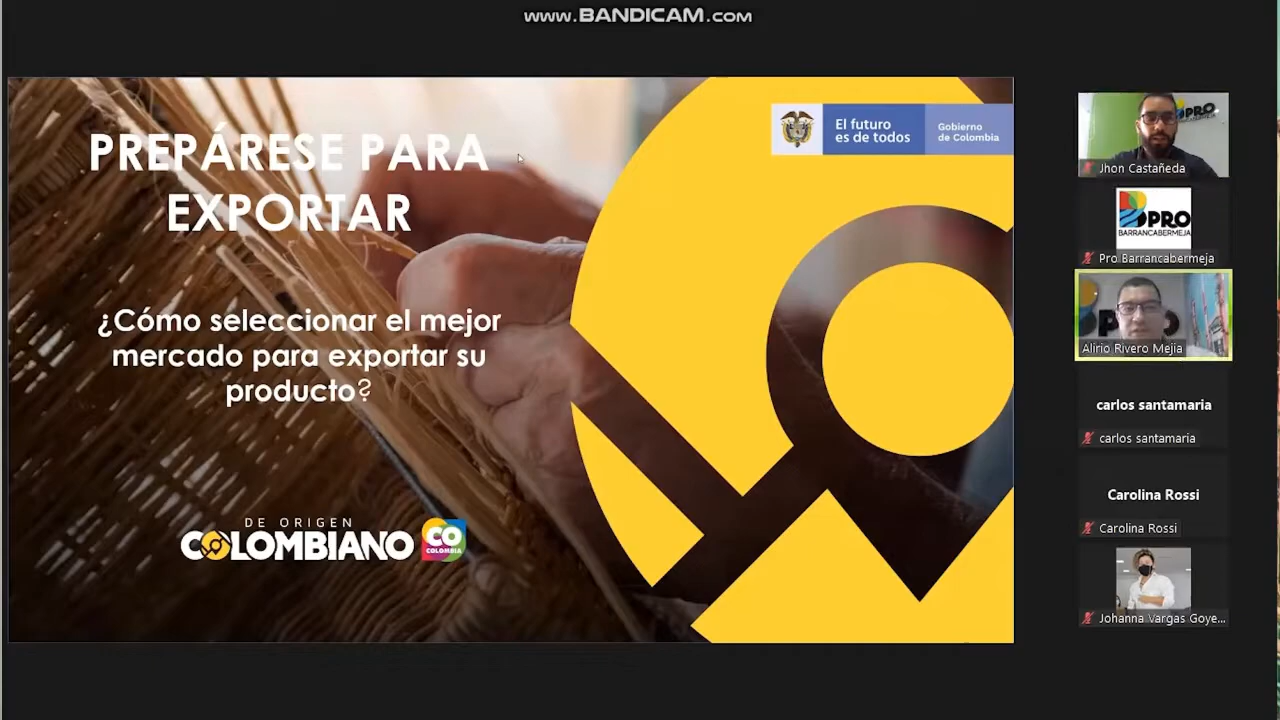 www.BANDICAM.com
PREPÁRESE PARA
EXPORTAR
¿Cómo seleccionar el mejor
mercado para exportar su
producto?
DE ORIGEN
COLOMBIANO
CO
COLOMBIA
El futuro
es de todos
Gobierno
de Colombia
PRO
Jhon Castañeda
PRO
BARRANCABERMEJA
Pro Barrancabermeja
PRO
Alirio Rivero Mejia
carlos santamaria
carlos santamaria
Carolina Rossi
Carolina Rossi
Johanna Vargas Goye...